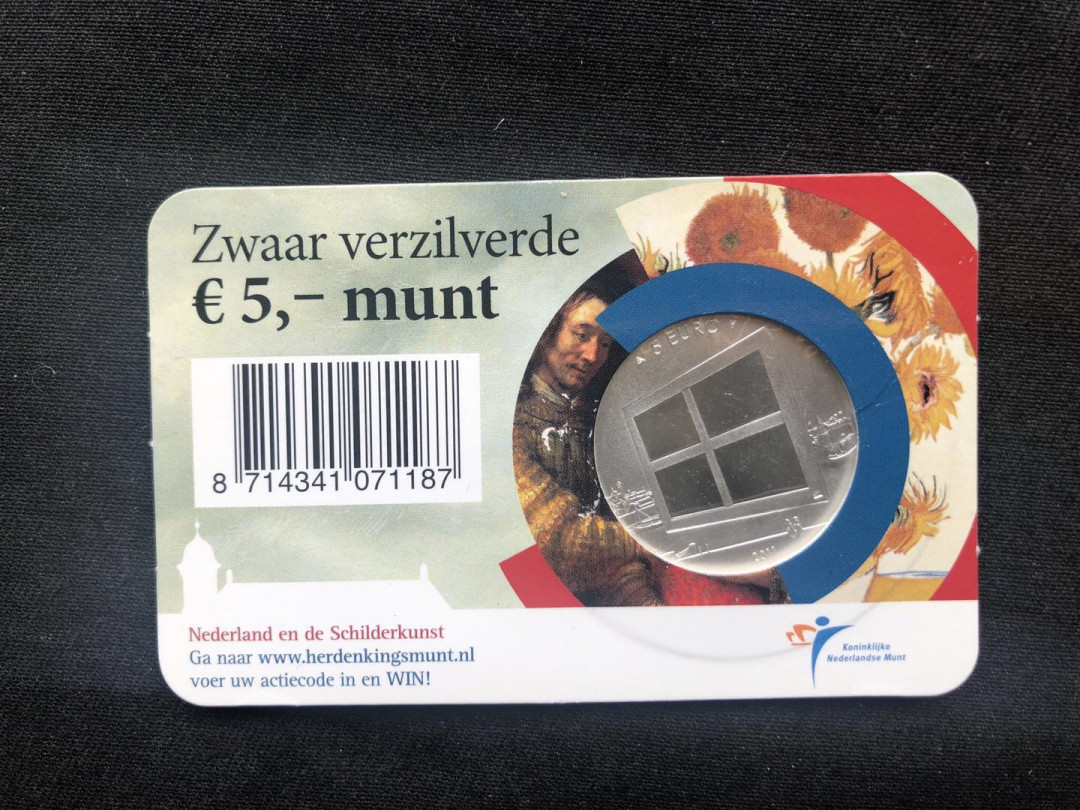 Zwaar verzilverde
€ 5,– munt
5 EURO
8 714341 071187
2011
Nederland en de Schilderkunst
Ga naar www.herdenkingsmunt.nl
voer uw actiecode in en WIN!
Koninklijke
Nederlandse Munt